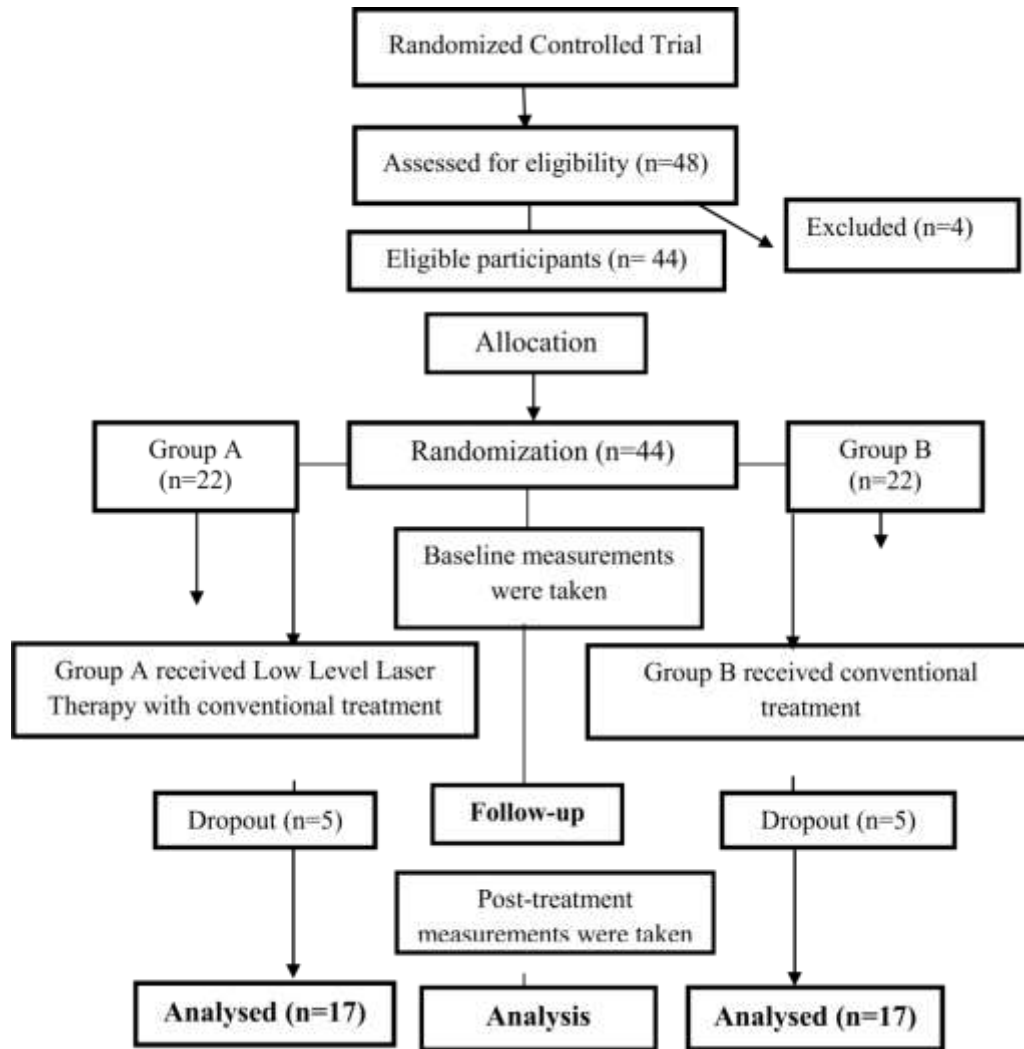 Randomized Controlled Trial
Assessed for eligibility (n=48)
Excluded (n=4)
Eligible participants (n= 44)
Allocation
Group A
(n=22)
Randomization (n=44)
Group B
(n=22)
Baseline measurements
were taken
Group A received Low Level Laser
Therapy with conventional treatment
Group B received conventional
treatment
Dropout (n=5)
Follow-up
Dropout (n=5)
Post-treatment
measurements were taken
Analysed (n=17)
Analysis
Analysed (n=17)